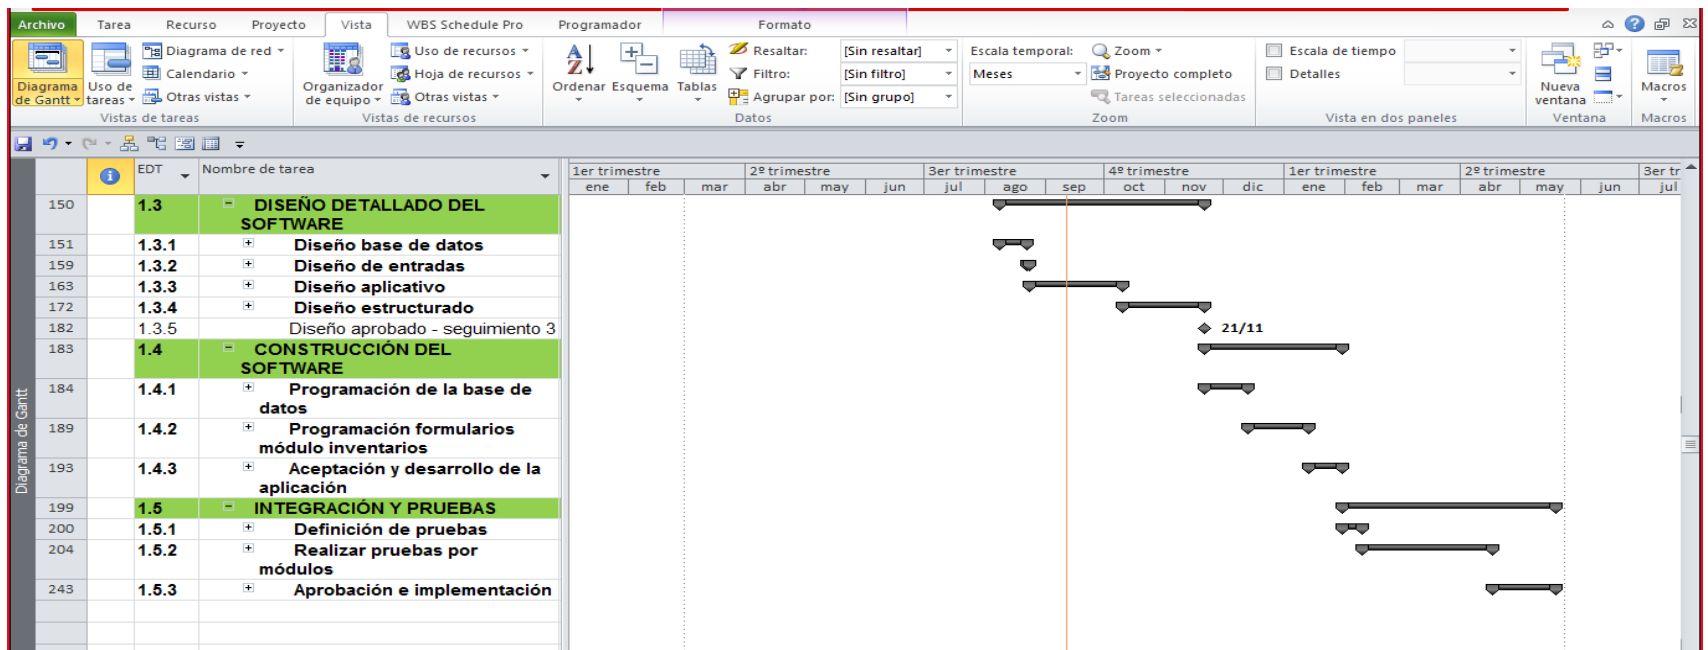 Archivo Tarea Recurso Proyecto Vista WBS Schedule Pro Programador Formato
Diagrama de red Uso de recursos Resaltar: [Sin resaltar] Escala temporal: Zoom Escala de tiempo
Calendario Hoja de recursos Filtro: [Sin filtro] Meses Proyecto completo Detalles
Diagrama de Gantt Uso de tareas Otras vistas Organizador de equipo Otras vistas Ordenar Esquema Tablas Agrupar por: [Sin grupo] Tareas seleccionadas Nueva ventana Macros
Vistas de tareas Vistas de recursos Datos Zoom Vista en dos paneles Ventana Macros
EDT Nombre de tarea 1er trimestre 2º trimestre 3er trimestre 4º trimestre 1er trimestre 2º trimestre 3er tr
ene feb mar abr may jun jul ago sep oct nov dic ene feb mar abr may jun jul
150 1.3 DISEÑO DETALLADO DEL
SOFTWARE
151 1.3.1 Diseño base de datos
159 1.3.2 Diseño de entradas
163 1.3.3 Diseño aplicativo
172 1.3.4 Diseño estructurado
182 1.3.5 Diseño aprobado - seguimiento 3 21/11
183 1.4 CONSTRUCCIÓN DEL
SOFTWARE
184 1.4.1 Programación de la base de
datos
189 1.4.2 Programación formularios
módulo inventarios
193 1.4.3 Aceptación y desarrollo de la
aplicación
199 1.5 INTEGRACIÓN Y PRUEBAS
200 1.5.1 Definición de pruebas
204 1.5.2 Realizar pruebas por
módulos
243 1.5.3 Aprobación e implementación
Diagrama de Gantt